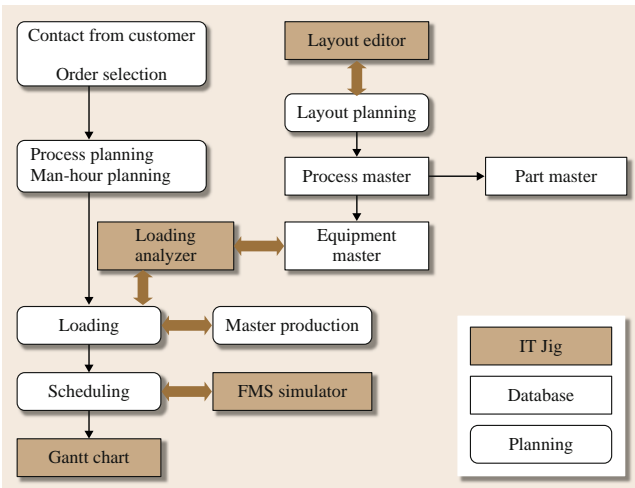 Contact from customer
Order selection
Process planning
Man-hour planning
Layout editor
Layout planning
Process master
Part master
Loading
analyzer
Equipment
master
Loading
Master production
Scheduling
FMS simulator
Gantt chart
IT Jig
Database
Planning